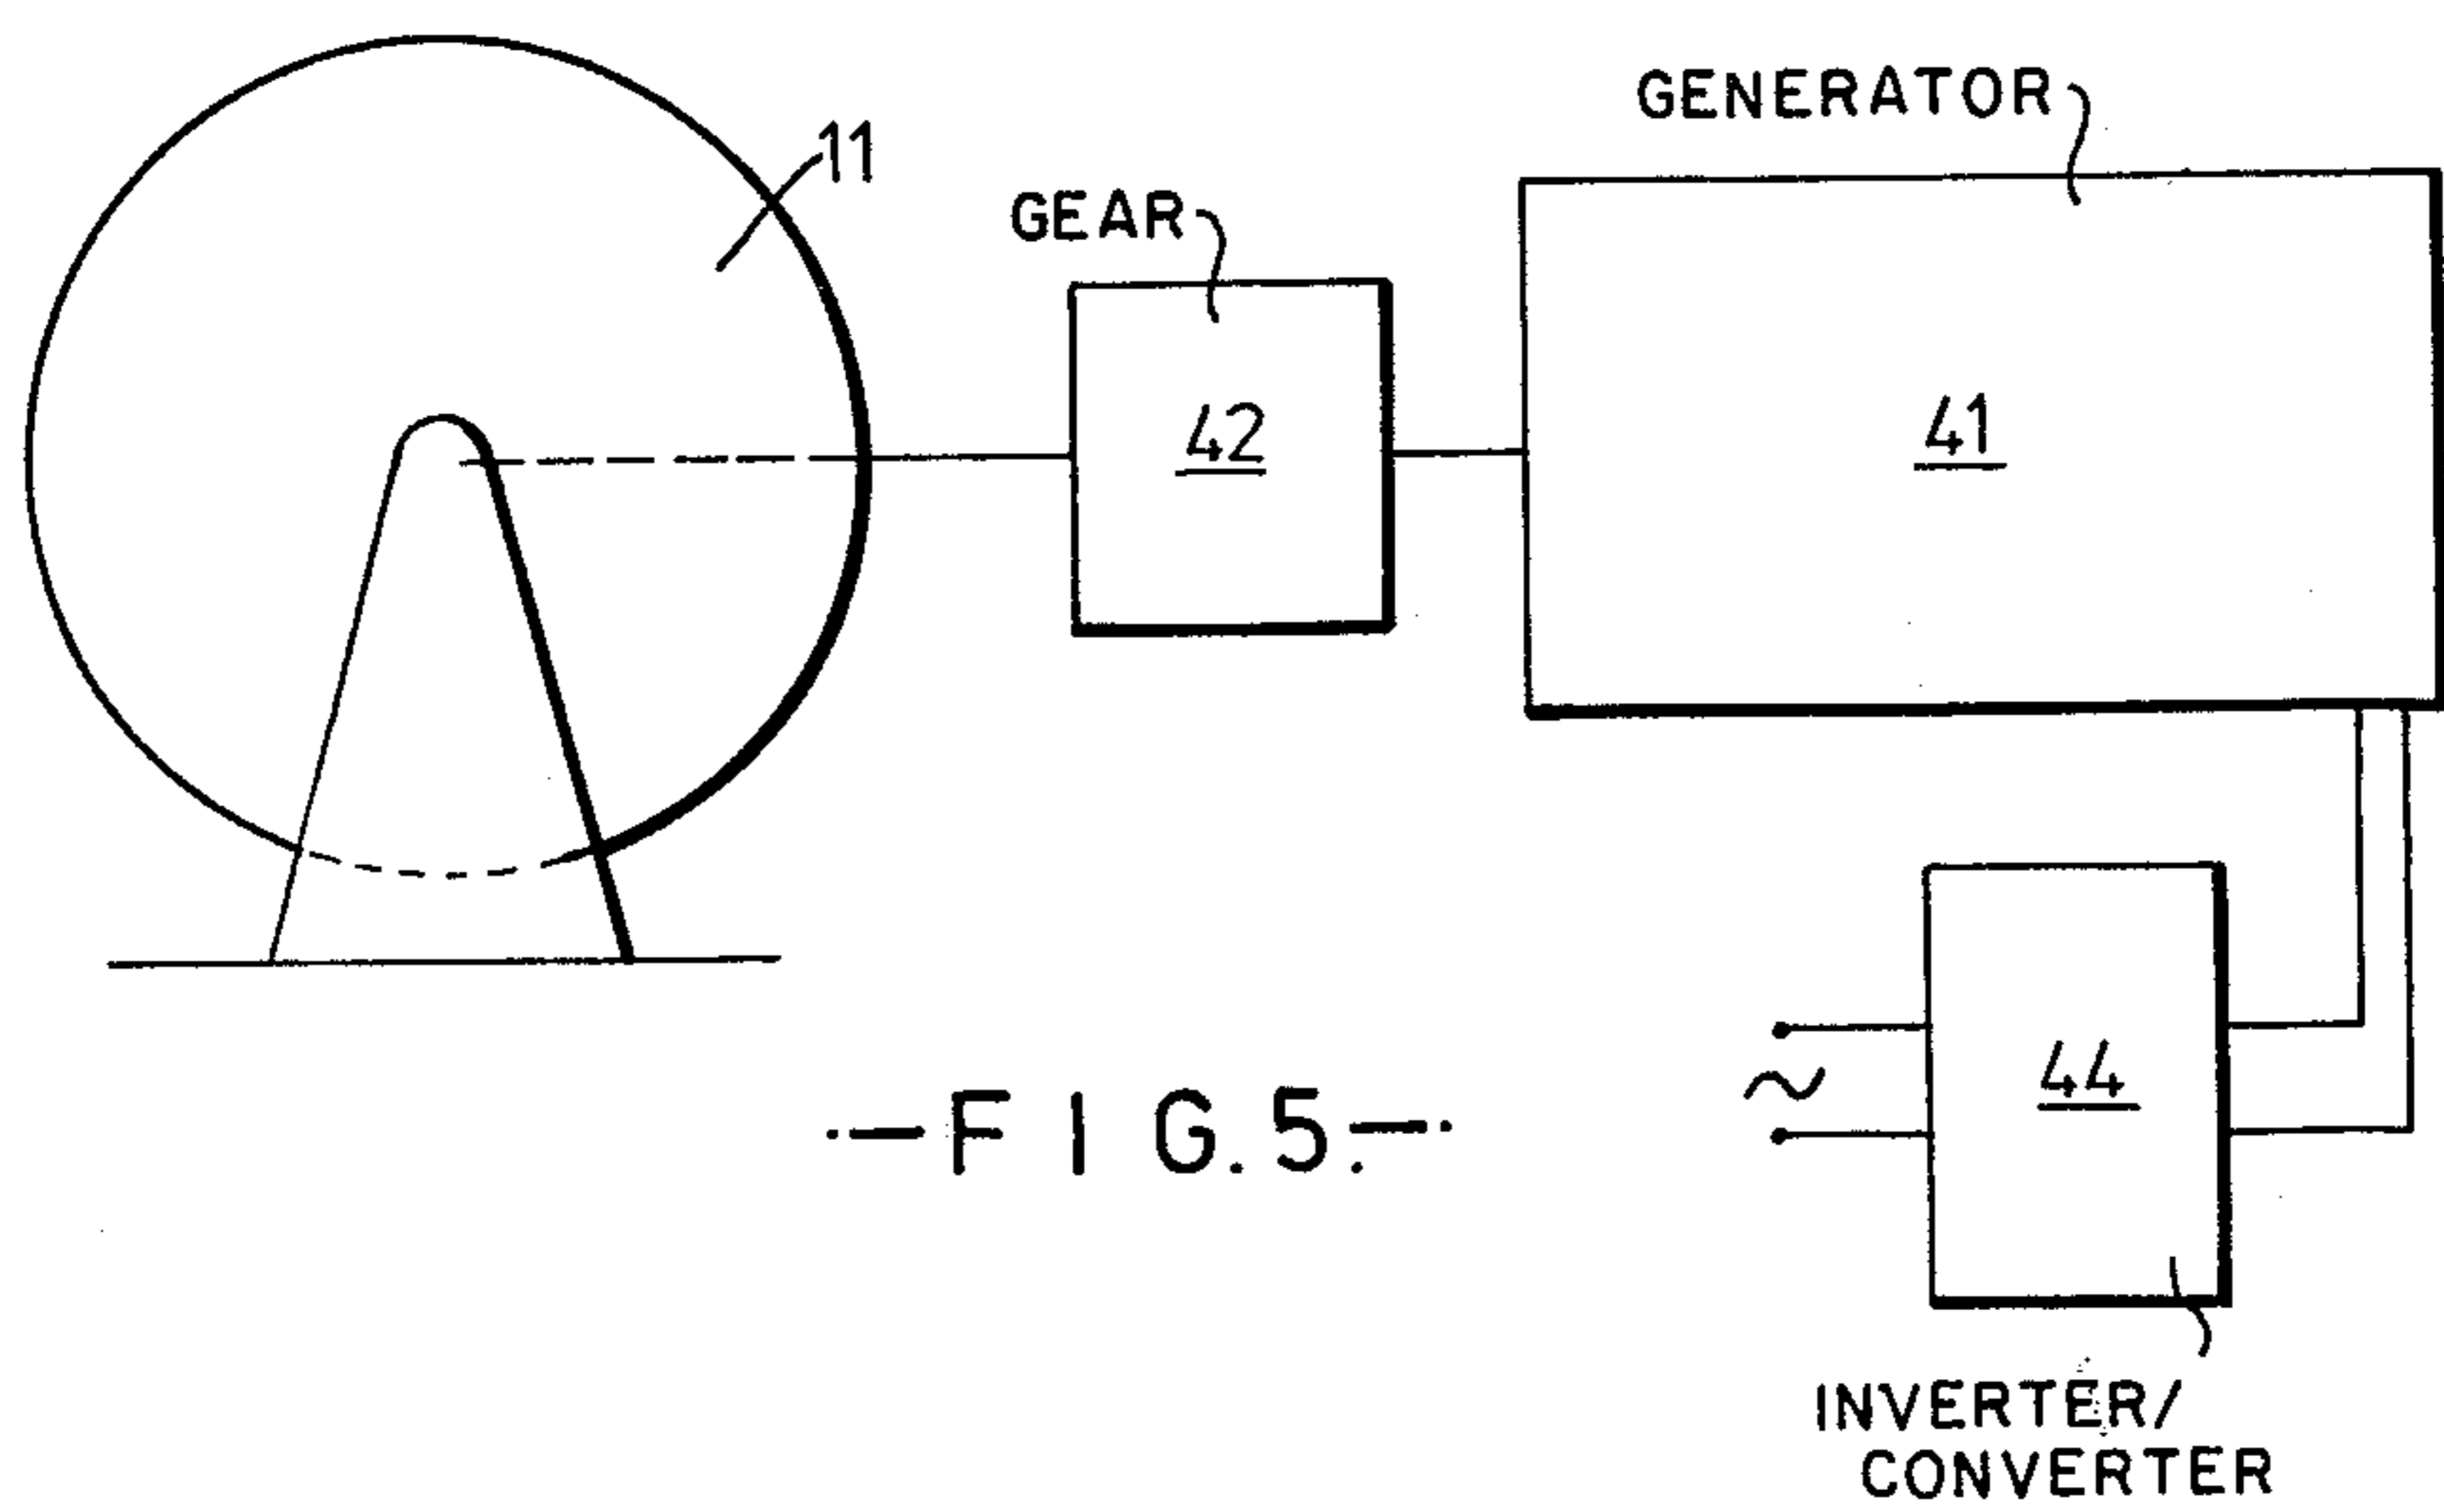 GENERATOR
11
GEAR
42
41
44
~
-FIG.5.-
INVERTER/
CONVERTER